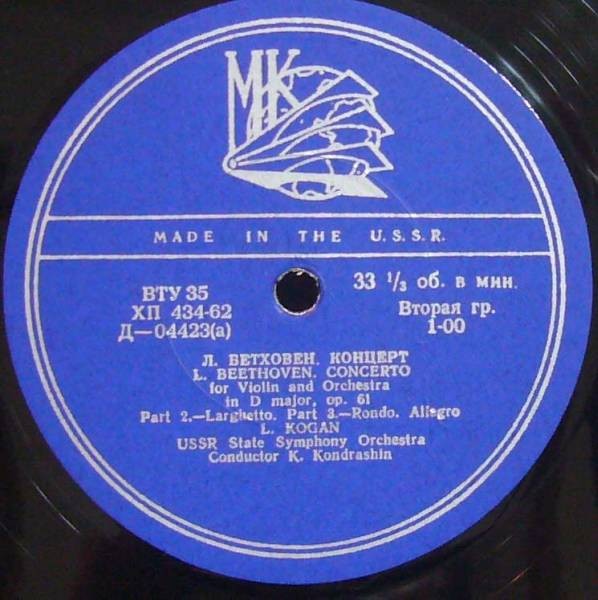 МК
MADE IN THE U.S.S.R.
ВТУ 35
ХП 434-62
Д—04423(а)
33 ⅓ об. в мин.
Вторая гр.
1-00
Л. БЕТХОВЕН. КОНЦЕРТ
L. BEETHOVEN. CONCERTO
for Violin and Orchestra
in D major, op. 61
Part 2.—Larghetto. Part 3.—Rondo. Allegro
L. KOGAN
USSR State Symphony Orchestra
Conductor K. Kondrashin